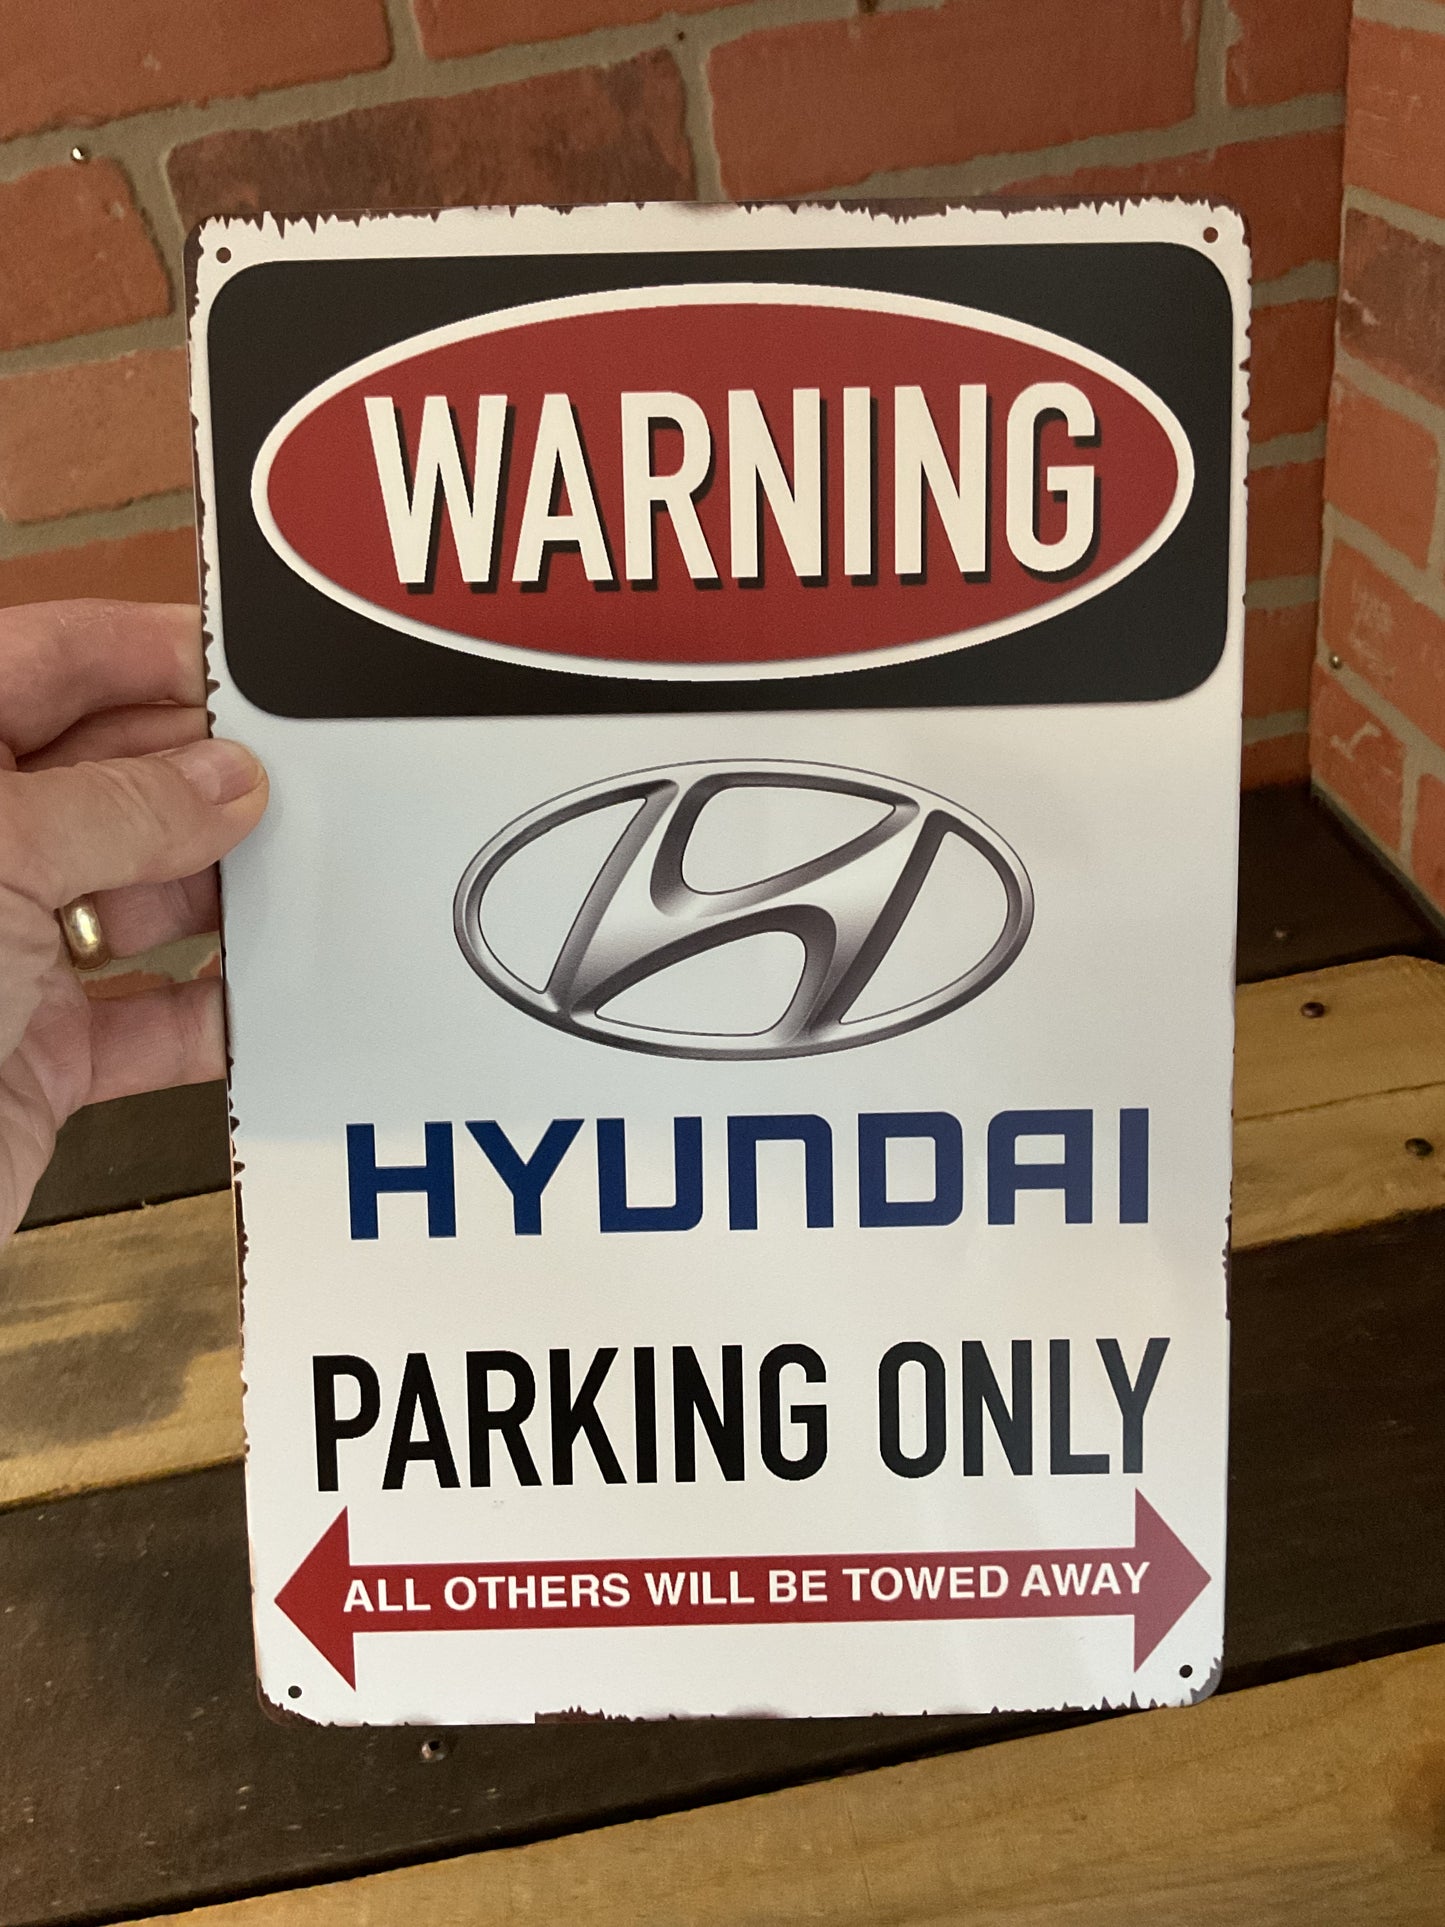 WARNING
HYUNDAI
PARKING ONLY
ALL OTHERS WILL BE TOWED AWAY